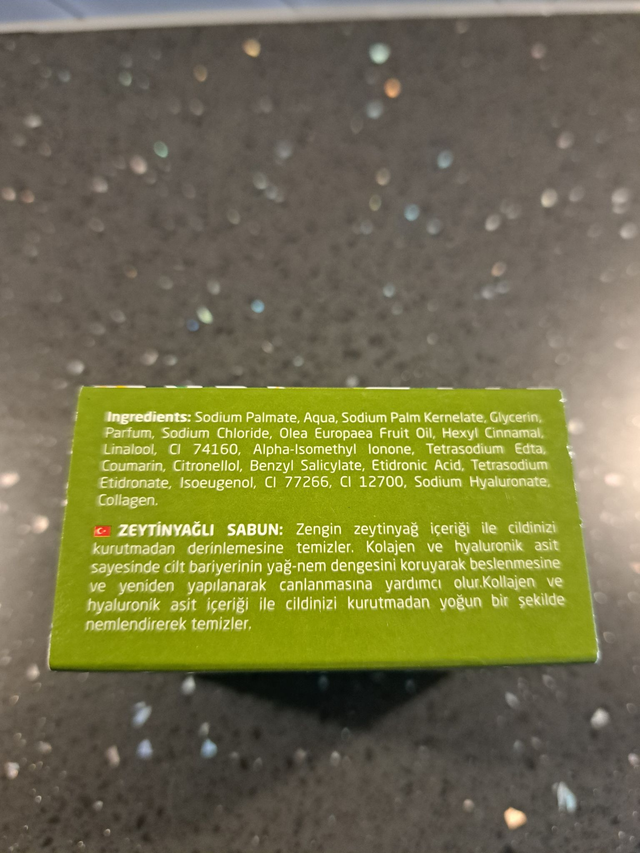 Ingredients: Sodium Palmate, Aqua, Sodium Palm Kernelate, Glycerin,
Parfum, Sodium Chloride, Olea Europaea Fruit Oil, Hexyl Cinnamal,
Linalool, CI 74160, Alpha-Isomethyl Ionone, Tetrasodium Edta,
Coumarin, Citronellol, Benzyl Salicylate, Etidronic Acid, Tetrasodium
Etidronate, Isoeugenol, CI 77266, CI 12700, Sodium Hyaluronate,
Collagen.
ZEYTİNYAĞLI SABUN: Zengin zeytinyağ içeriği ile cildinizi
kurutmadan derinlemesine temizler. Kolajen ve hyaluronik asit
sayesinde cilt bariyerinin yağ-nem dengesini koruyarak beslenmesine
ve yeniden yapılanarak canlanmasına yardımcı olur.Kollajen ve
hyaluronik asit içeriği ile cildinizi kurutmadan yoğun bir şekilde
nemlendirerek temizler.